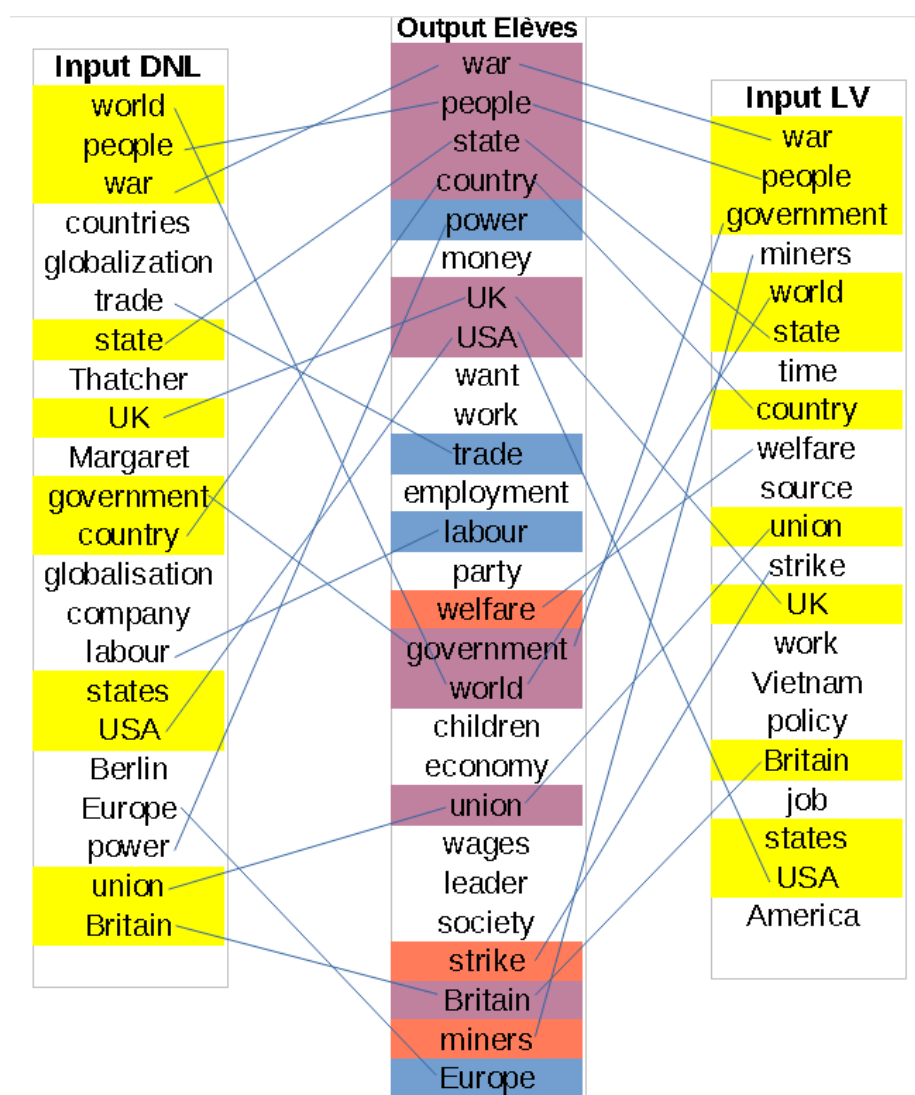 Input DNL
world
people
war
countries
globalization
trade
state
Thatcher
UK
Margaret
government
country
globalisation
company
labour
states
USA
Berlin
Europe
power
union
Britain
Output Elèves
war
people
state
country
power
money
UK
USA
want
work
trade
employment
labour
party
welfare
government
world
children
economy
union
wages
leader
society
strike
Britain
miners
Europe
Input LV
war
people
government
miners
world
state
time
country
welfare
source
union
strike
UK
work
Vietnam
policy
Britain
job
states
USA
America